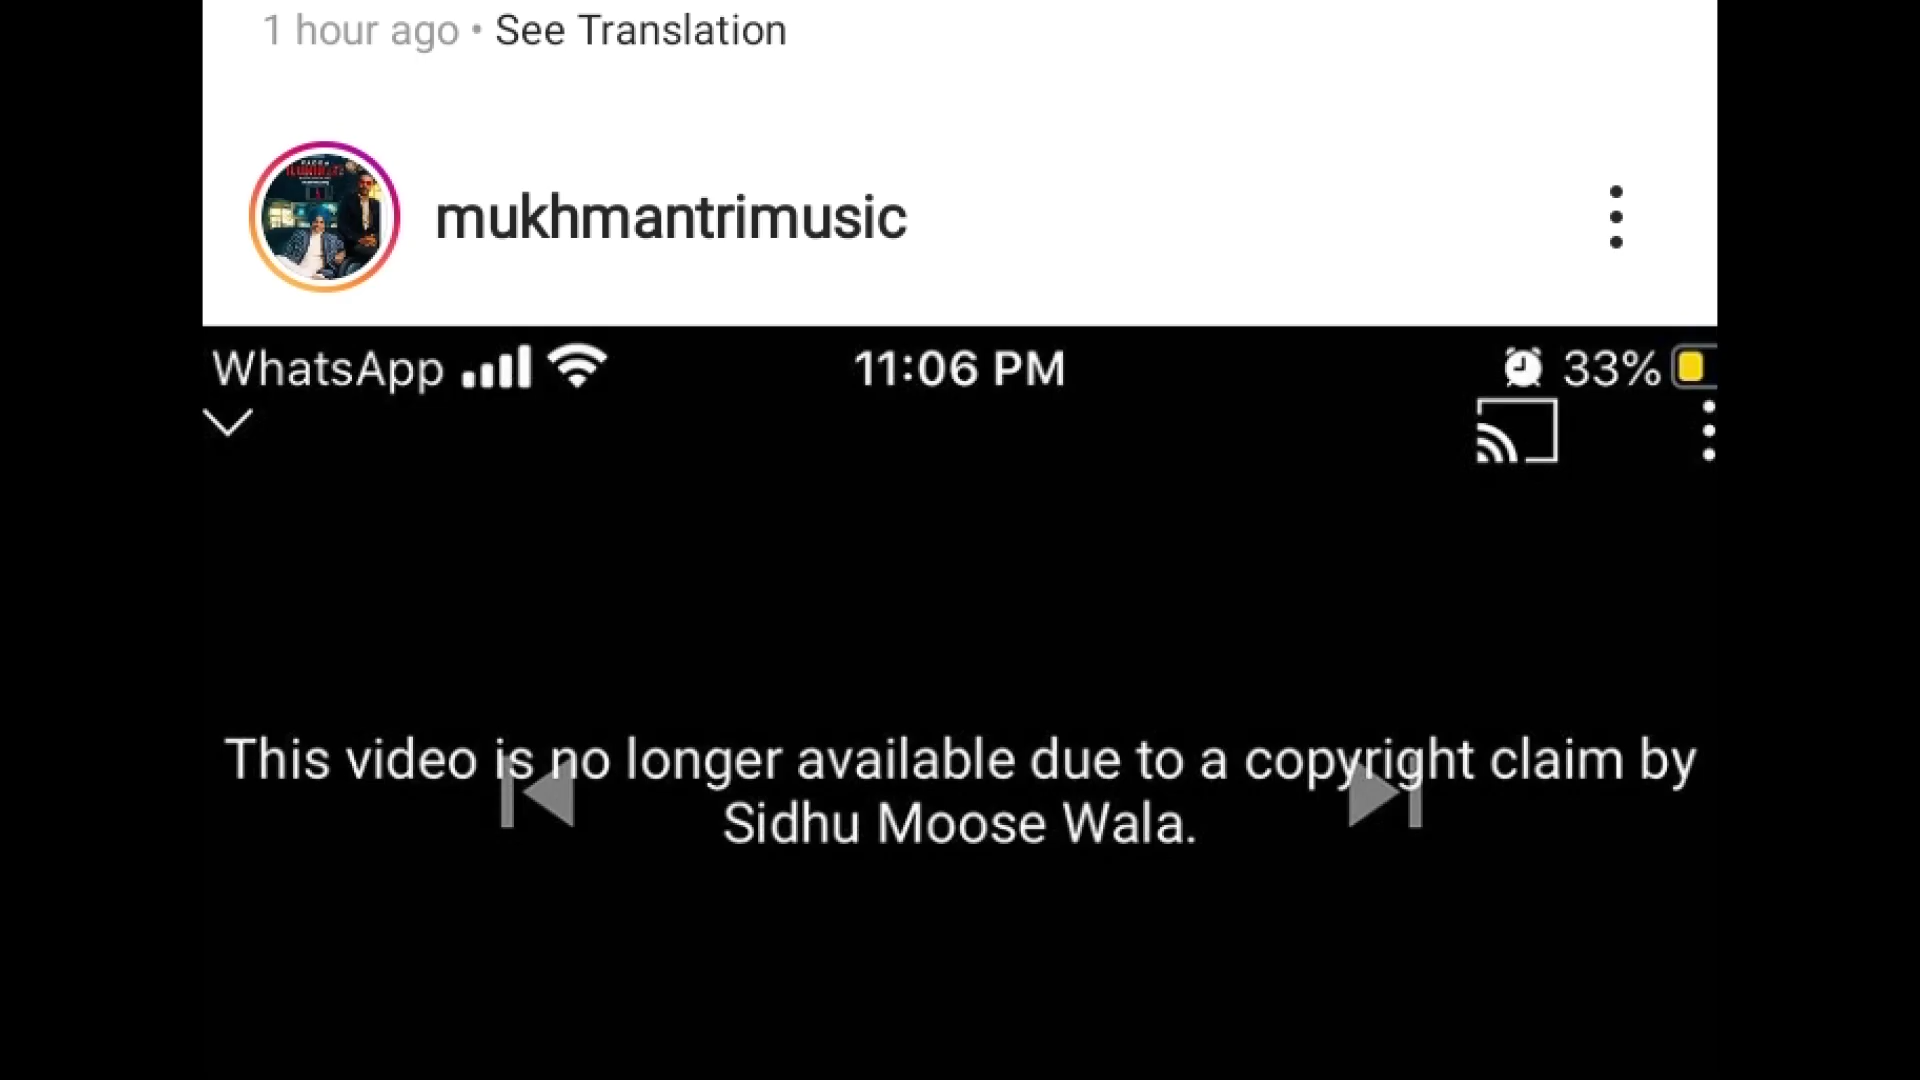 1 hour ago • See Translation
mukhmantrimusic
WhatsApp 11:06 PM 33%
This video is no longer available due to a copyright claim by
Sidhu Moose Wala.